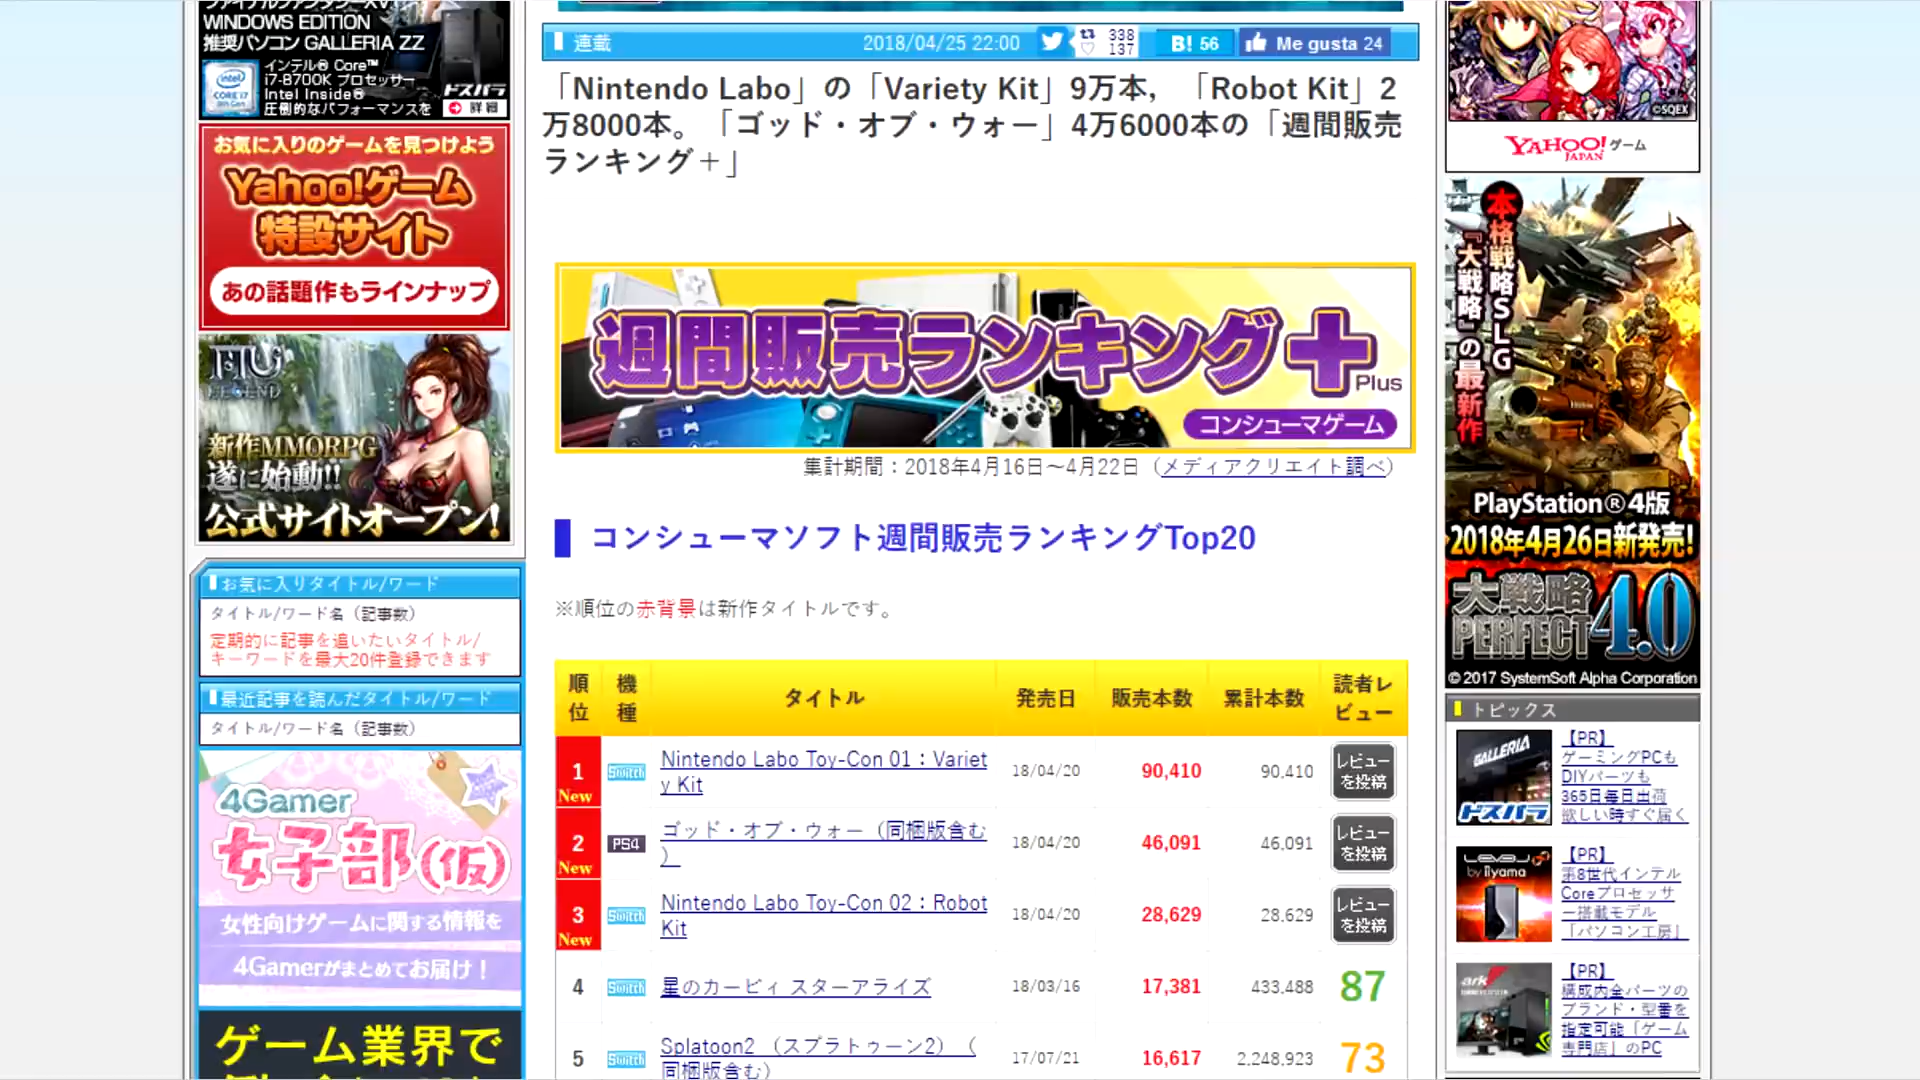 ファイナルファンタジーXV
WINDOWS EDITION
推奨パソコン GALLERIA ZZ
インテル® Core™
i7-8700K プロセッサー
Intel Inside®
圧倒的なパフォーマンスを
intel
CORE i7
8th Gen
ドスパラ
詳細
お気に入りのゲームを見つけよう
Yahoo!ゲーム
特設サイト
あの話題作もラインナップ
MU
LEGEND
新作MMORPG
遂に始動!!
公式サイトオープン!
お気に入りタイトル/ワード
タイトル/ワード名（記事数）
定期的に記事を追いたいタイトル/
キーワードを最大20件登録できます
最近記事を読んだタイトル/ワード
タイトル/ワード名（記事数）
4Gamer
女子部(仮)
女性向けゲームに関する情報を
4Gamerがまとめてお届け！
ゲーム業界で
連載
2018/04/25 22:00
338
137
B! 56
Me gusta 24
「Nintendo Labo」の「Variety Kit」9万本，「Robot Kit」2
万8000本。「ゴッド・オブ・ウォー」4万6000本の「週間販売
ランキング＋」
週間販売ランキング＋
Plus
コンシューマゲーム
集計期間：2018年4月16日～4月22日（メディアクリエイト調べ）
コンシューマソフト週間販売ランキングTop20
※順位の赤背景は新作タイトルです。
順位 機種 タイトル 発売日 販売本数 累計本数 読者レビュー
1 New Switch Nintendo Labo Toy-Con 01：Variet
y Kit 18/04/20 90,410 90,410 レビューを投稿
2 New PS4 ゴッド・オブ・ウォー（同梱版含む
） 18/04/20 46,091 46,091 レビューを投稿
3 New Switch Nintendo Labo Toy-Con 02：Robot
Kit 18/04/20 28,629 28,629 レビューを投稿
4 Switch 星のカービィ スターアライズ 18/03/16 17,381 433,488 87
5 Switch Splatoon2 （スプラトゥーン2）（
同梱版含む） 17/07/21 16,617 2,248,923 73
©SQEX
YAHOO! ゲーム
JAPAN
本格戦略SLG
『大戦略』の最新作
PlayStation®4版
2018年4月26日新発売!
大戦略
PERFECT 4.0
© 2017 SystemSoft Alpha Corporation
トピックス
GALLERIA
ドスパラ
【PR】
ゲーミングPCも
DIYパーツも
365日毎日出荷
欲しい時すぐ届く
LEVEL∞
by iiyama
【PR】
第8世代インテル
Coreプロセッサ
ー搭載モデル
「パソコン工房」
ark
【PR】
構成内全パーツの
ブランド・型番を
指定可能「ゲーム
専門店」のPC